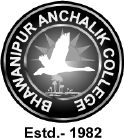 BHAWANIPUR ANCHALIK COLLEGE
Estd.- 1982